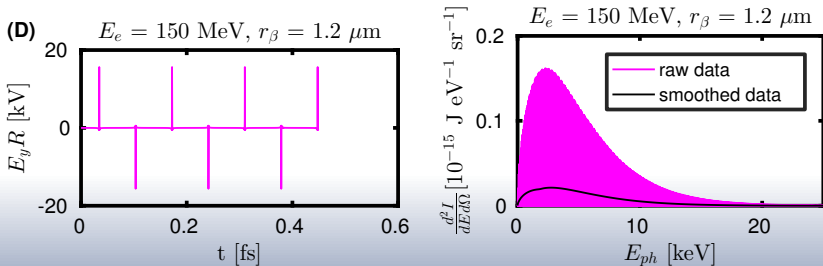 (D)
E_e = 150 MeV, r_β = 1.2 μm
20
0
-20
E_yR [kV]
0
0.2
0.4
0.6
t [fs]
E_e = 150 MeV, r_β = 1.2 μm
0.2
0.1
0
d²I/dEdΩ [10⁻¹⁵ J eV⁻¹ sr⁻¹]
raw data
smoothed data
0
10
20
E_ph [keV]